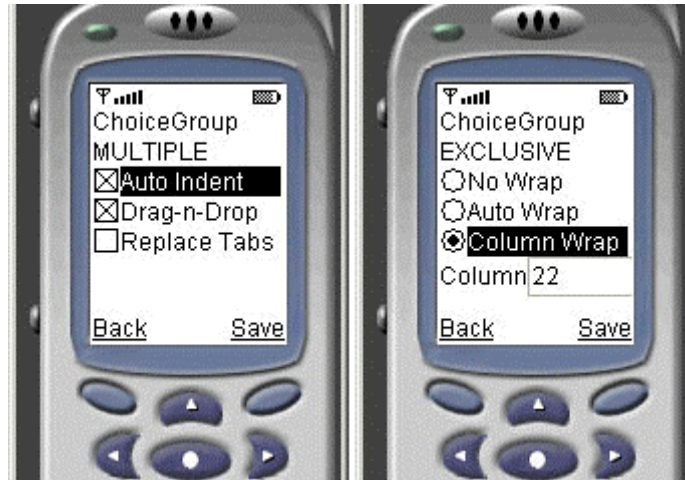 ChoiceGroup
MULTIPLE
Auto Indent
Drag-n-Drop
Replace Tabs
Back Save
ChoiceGroup
EXCLUSIVE
No Wrap
Auto Wrap
Column Wrap
Column 22
Back Save